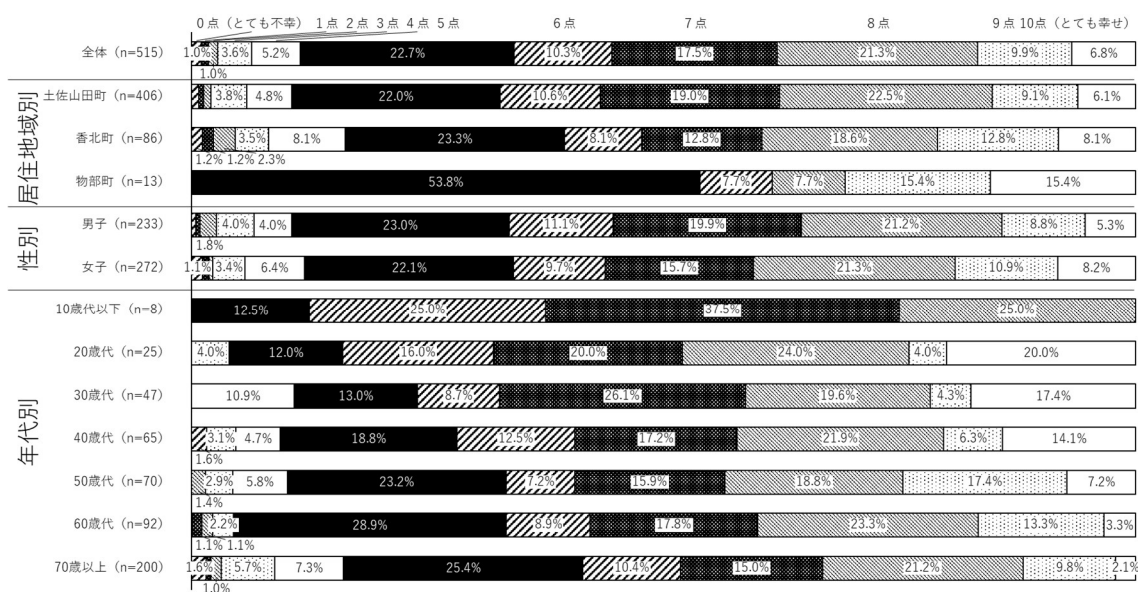 0点（とても不幸） 1点 2点 3点 4点 5点 6点 7点 8点 9点 10点（とても幸せ）
全体（n=515） 1.0% 3.6% 5.2% 22.7% 10.3% 17.5% 21.3% 9.9% 6.8%
1.0%
居住地域別
土佐山田町（n=406） 3.8% 4.8% 22.0% 10.6% 19.0% 22.5% 9.1% 6.1%
香北町（n=86） 3.5% 8.1% 23.3% 8.1% 12.8% 18.6% 12.8% 8.1%
1.2% 1.2% 2.3%
物部町（n=13） 53.8% 7.7% 7.7% 15.4% 15.4%
性別
男子（n=233） 4.0% 4.0% 23.0% 11.1% 19.9% 21.2% 8.8% 5.3%
1.8%
女子（n=272） 1.1% 3.4% 6.4% 22.1% 9.7% 15.7% 21.3% 10.9% 8.2%
年代別
10歳代以下（n=8） 12.5% 25.0% 37.5% 25.0%
20歳代（n=25） 4.0% 12.0% 16.0% 20.0% 24.0% 4.0% 20.0%
30歳代（n=47） 10.9% 13.0% 8.7% 26.1% 19.6% 4.3% 17.4%
40歳代（n=65） 3.1% 4.7% 18.8% 12.5% 17.2% 21.9% 6.3% 14.1%
1.6%
50歳代（n=70） 2.9% 5.8% 23.2% 7.2% 15.9% 18.8% 17.4% 7.2%
1.4%
60歳代（n=92） 2.2% 28.9% 8.9% 17.8% 23.3% 13.3% 3.3%
1.1% 1.1%
70歳以上（n=200） 1.6% 5.7% 7.3% 25.4% 10.4% 15.0% 21.2% 9.8% 2.1%
1.0%